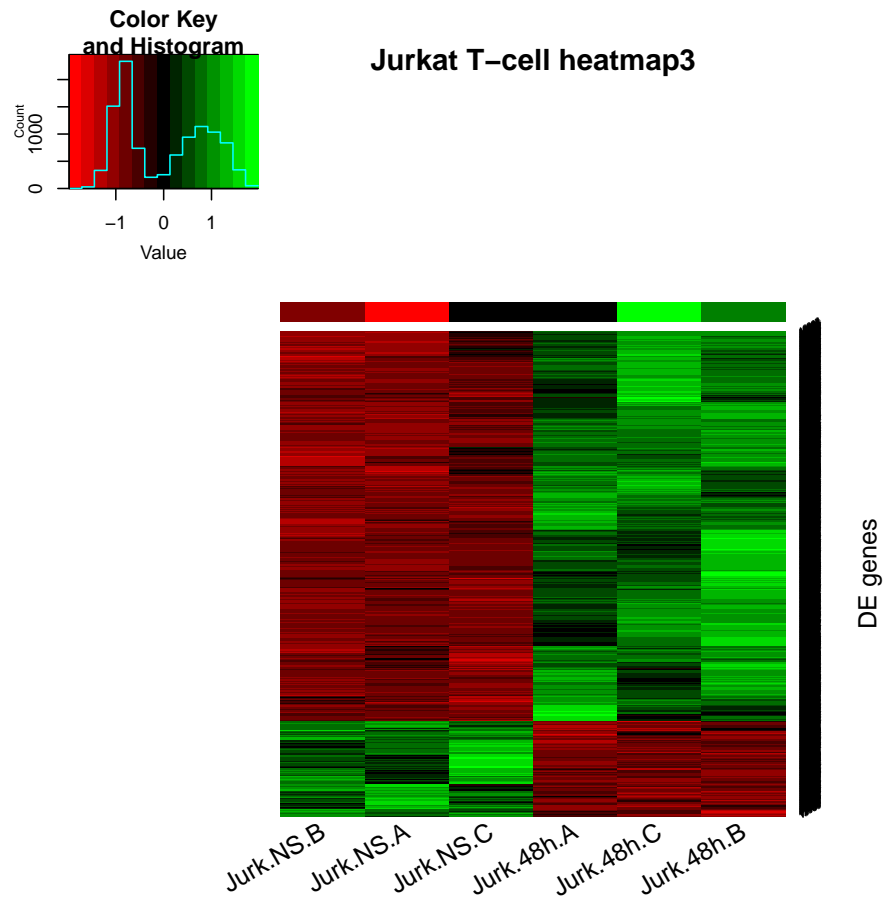 Color Key
and Histogram
Jurkat T−cell heatmap3
Count
0 1000
−1 0 1
Value
DE genes
Jurk.NS.B
Jurk.NS.A
Jurk.NS.C
Jurk.48h.A
Jurk.48h.C
Jurk.48h.B